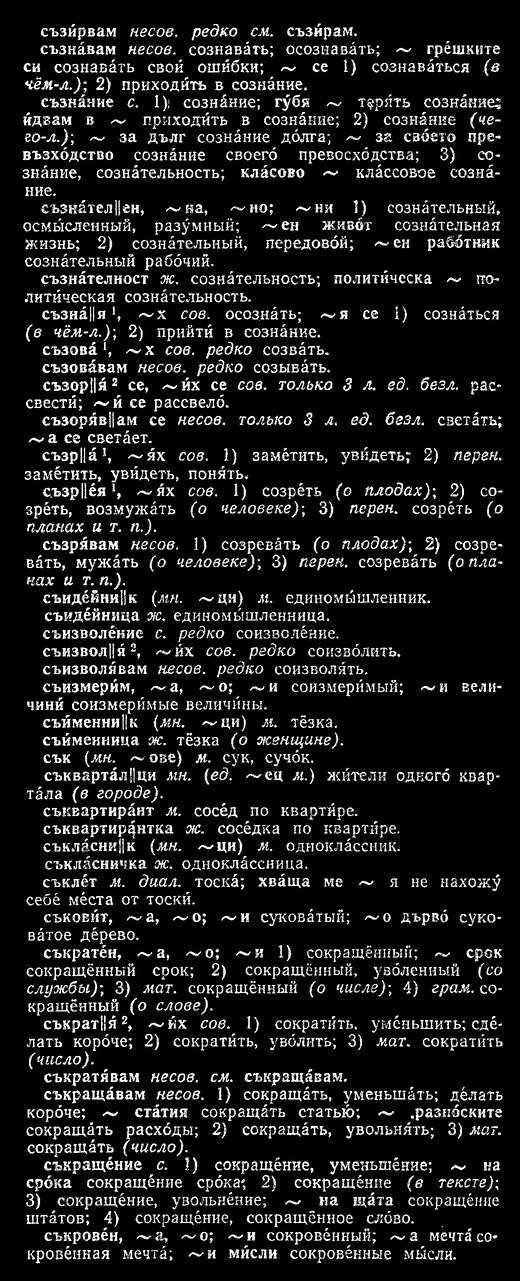 съзи́рвам несов. редко см. съзи́рам.
съзна́вам несов. сознава́ть; осознава́ть; ~ гре́шките
си сознава́ть свои́ оши́бки; ~ се 1) сознава́ться (в
чём-л.); 2) приходи́ть в созна́ние.
съзна́ние с. 1) созна́ние; гу́бя ~ теря́ть созна́ние;
и́двам в ~ приходи́ть в созна́ние; 2) созна́ние (че-
го-л.); ~ за дълг созна́ние до́лга; ~ за сво́ето пре-
възхо́дство созна́ние своего́ превосхо́дства; 3) со-
зна́ние, созна́тельность; кла́сово ~ кла́ссовое созна́-
ние.
съзна́тел||ен, ~на, ~но; ~ни 1) созна́тельный,
осмы́сленный, разу́мный; ~ен живо́т созна́тельная
жизнь; 2) созна́тельный, передово́й; ~ен рабо́тник
созна́тельный рабо́чий.
съзна́телност ж. созна́тельность; полити́ческа ~ по-
лити́ческая созна́тельность.
съзна́||я ¹, ~х сов. осозна́ть; ~я се 1) созна́ться
(в чём-л.); 2) прийти́ в созна́ние.
съзова́ ¹, ~х сов. редко созва́ть.
съзова́вам несов. редко созыва́ть.
съзор||я́ ² се, ~и́х се сов. только 3 л. ед. безл. рас-
свести́; ~и́ се рассвело́.
съзоря́в||ам се несов. только 3 л. ед. безл. света́ть;
~а се света́ет.
съзр||а́ ¹, ~я́х сов. 1) заме́тить, уви́деть; 2) перен.
заме́тить, уви́деть, поня́ть.
съзр||е́я ¹, ~я́х сов. 1) созре́ть (о плодах); 2) со-
зре́ть, возмужа́ть (о человеке); 3) перен. созре́ть (о
планах и т. п.).
съзря́вам несов. 1) созрева́ть (о плодах); 2) созре-
ва́ть, мужа́ть (о человеке); 3) перен. созрева́ть (о пла-
нах и т. п.).
съиде́йни||к (мн. ~ци) м. единомы́шленник.
съиде́йница ж. единомы́шленница.
съизволе́ние с. редко соизволе́ние.
съизвол||я́ ², ~и́х сов. редко соизво́лить.
съизволя́вам несов. редко соизволя́ть.
съизмери́м, ~а, ~о; ~и соизмери́мый; ~и вели-
чини́ соизмери́мые величи́ны.
съи́менни||к (мн. ~ци) м. тёзка.
съи́менница ж. тёзка (о женщине).
сък (мн. ~ове) м. сук, сучо́к.
съкварта́л||ци мн. (ед. ~ец м.) жи́тели одного́ квар-
та́ла (в городе).
съквартира́нт м. сосе́д по кварти́ре.
съквартира́нтка ж. сосе́дка по кварти́ре.
съкла́сни||к (мн. ~ци) м. однокла́ссник.
съкла́сничка ж. однокла́ссница.
съкле́т м. диал. тоска́; хва́ща ме ~ я не нахожу́
себе́ ме́ста от тоски́.
съкови́т, ~а, ~о; ~и сукова́тый; ~о дърво́ суко-
ва́тое де́рево.
съкрате́н, ~а, ~о; ~и 1) сокращённый; ~ срок
сокращённый срок; 2) сокращённый, уво́ленный (со
службы); 3) мат. сокращённый (о числе); 4) грам. со-
кращённый (о слове).
съкрат||я́ ², ~и́х сов. 1) сократи́ть, уме́ньшить; сде́-
лать коро́че; 2) сократи́ть, уво́лить; 3) мат. сократи́ть
(число).
съкратя́вам несов. см. съкраща́вам.
съкраща́вам несов. 1) сокраща́ть, уменьша́ть; де́лать
коро́че; ~ ста́тия сокраща́ть статью́; ~ разно́ските
сокраща́ть расхо́ды; 2) сокраща́ть, увольня́ть; 3) мат.
сокраща́ть (число).
съкраще́ние с. 1) сокраще́ние, уменьше́ние; ~ на
сро́ка сокраще́ние сро́ка; 2) сокраще́ние (в тексте);
3) сокраще́ние, увольне́ние; ~ на ща́та сокраще́ние
шта́тов; 4) сокраще́ние, сокращённое сло́во.
съкрове́н, ~а, ~о; ~и сокрове́нный; ~а мечта́ со-
крове́нная мечта́; ~и ми́сли сокрове́нные мы́сли.